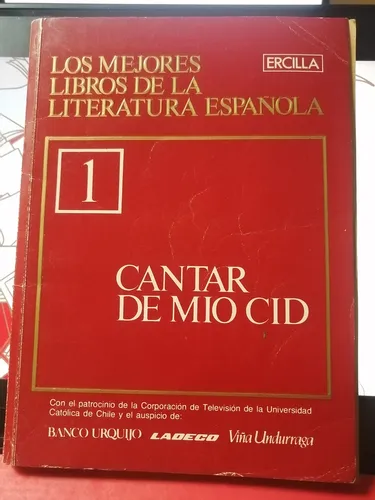 LOS MEJORES
LIBROS DE LA
LITERATURA ESPAÑOLA
ERCILLA
1
CANTAR
DE MIO CID
Con el patrocinio de la Corporación de Televisión de la Universidad
Católica de Chile y el auspicio de:
BANCO URQUIJO LADECO Viña Undurraga